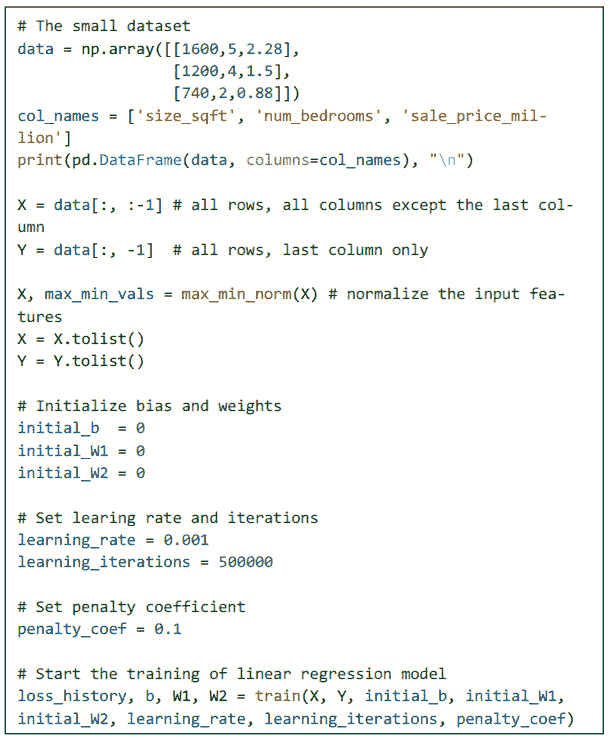 # The small dataset
data = np.array([[1600,5,2.28],
                 [1200,4,1.5],
                 [740,2,0.88]])
col_names = ['size_sqft', 'num_bedrooms', 'sale_price_mil-
lion']
print(pd.DataFrame(data, columns=col_names), "\n")

X = data[:, :-1] # all rows, all columns except the last col-
umn
Y = data[:, -1]  # all rows, last column only

X, max_min_vals = max_min_norm(X) # normalize the input fea-
tures
X = X.tolist()
Y = Y.tolist()

# Initialize bias and weights
initial_b  = 0
initial_W1 = 0
initial_W2 = 0

# Set learing rate and iterations
learning_rate = 0.001
learning_iterations = 500000

# Set penalty coefficient
penalty_coef = 0.1

# Start the training of linear regression model
loss_history, b, W1, W2 = train(X, Y, initial_b, initial_W1,
initial_W2, learning_rate, learning_iterations, penalty_coef)